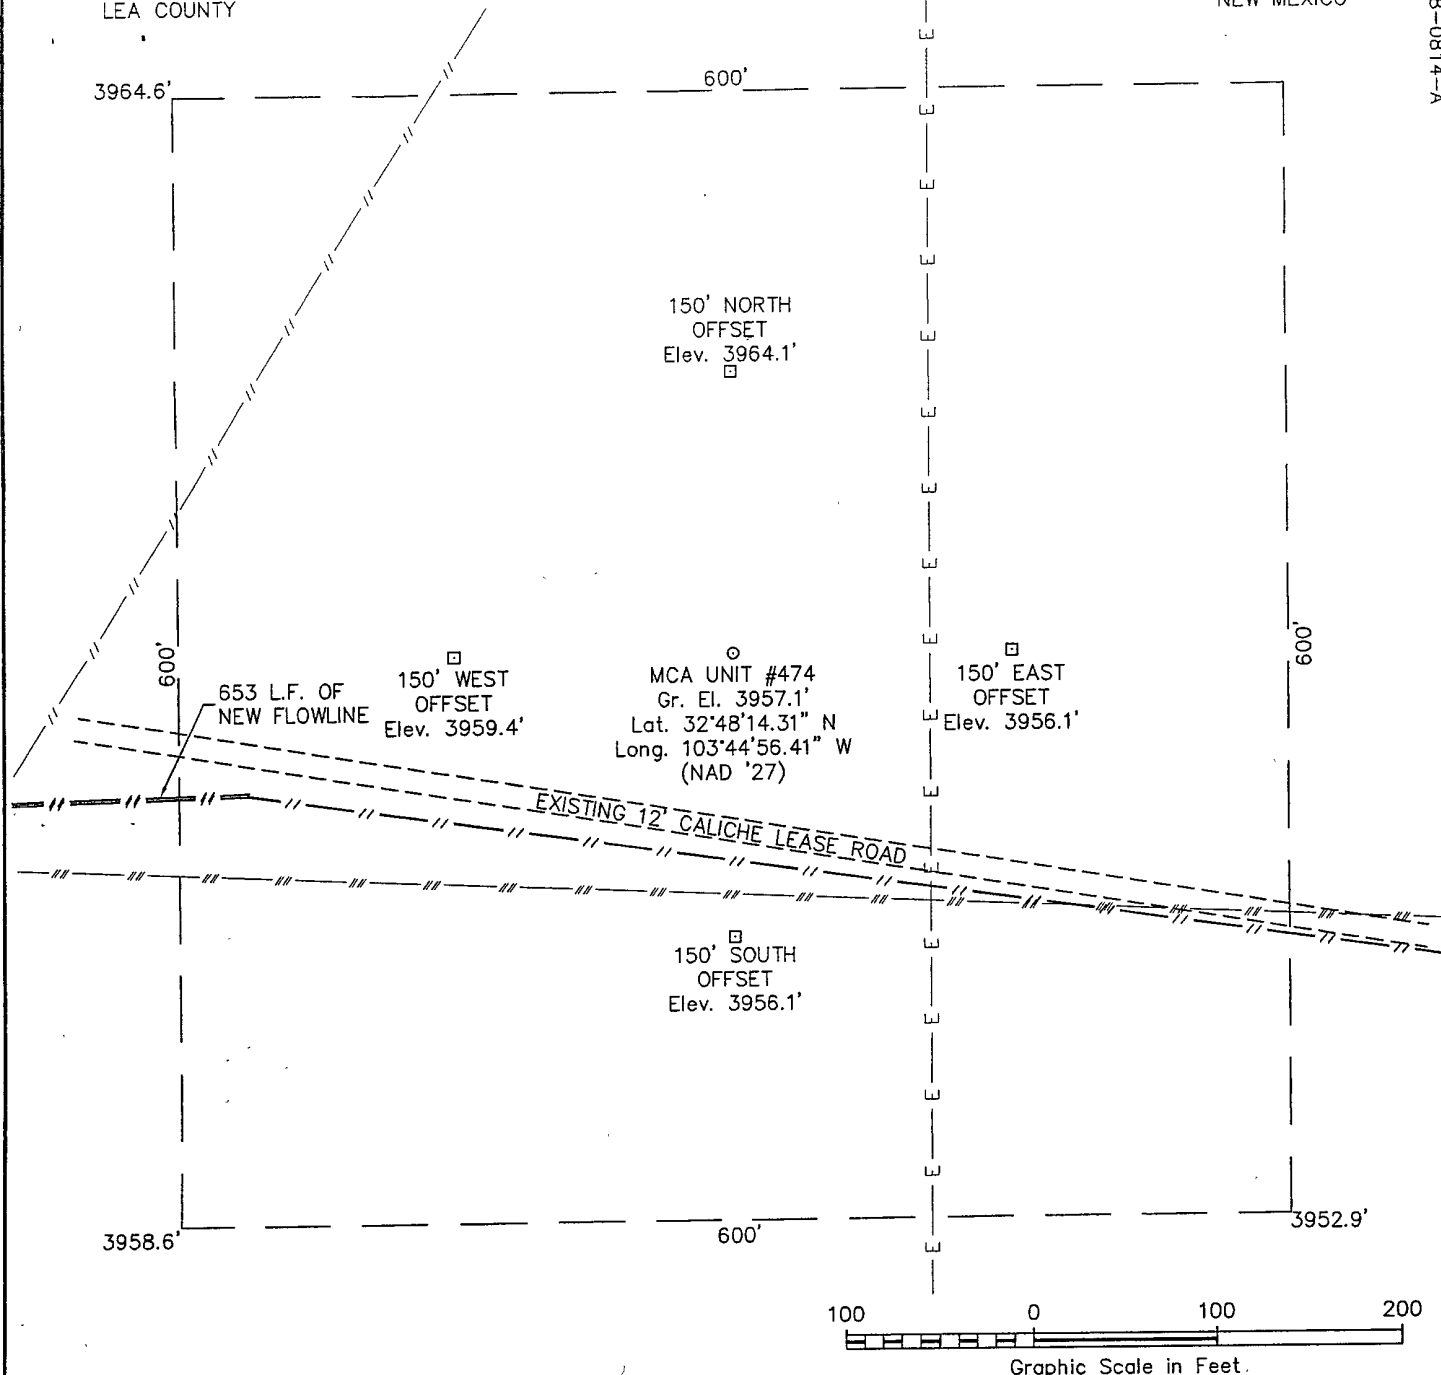 LEA COUNTY
NEW MEXICO
3964.6'
600'
150' NORTH
OFFSET
Elev. 3964.1'
600'
600'
653 L.F. OF
NEW FLOWLINE
150' WEST
OFFSET
Elev. 3959.4'
MCA UNIT #474
Gr. El. 3957.1'
Lat. 32°48'14.31" N
Long. 103°44'56.41" W
(NAD '27)
150' EAST
OFFSET
Elev. 3956.1'
EXISTING 12' CALICHE LEASE ROAD
150' SOUTH
OFFSET
Elev. 3956.1'
3958.6'
600'
3952.9'
100 0 100 200
Graphic Scale in Feet.